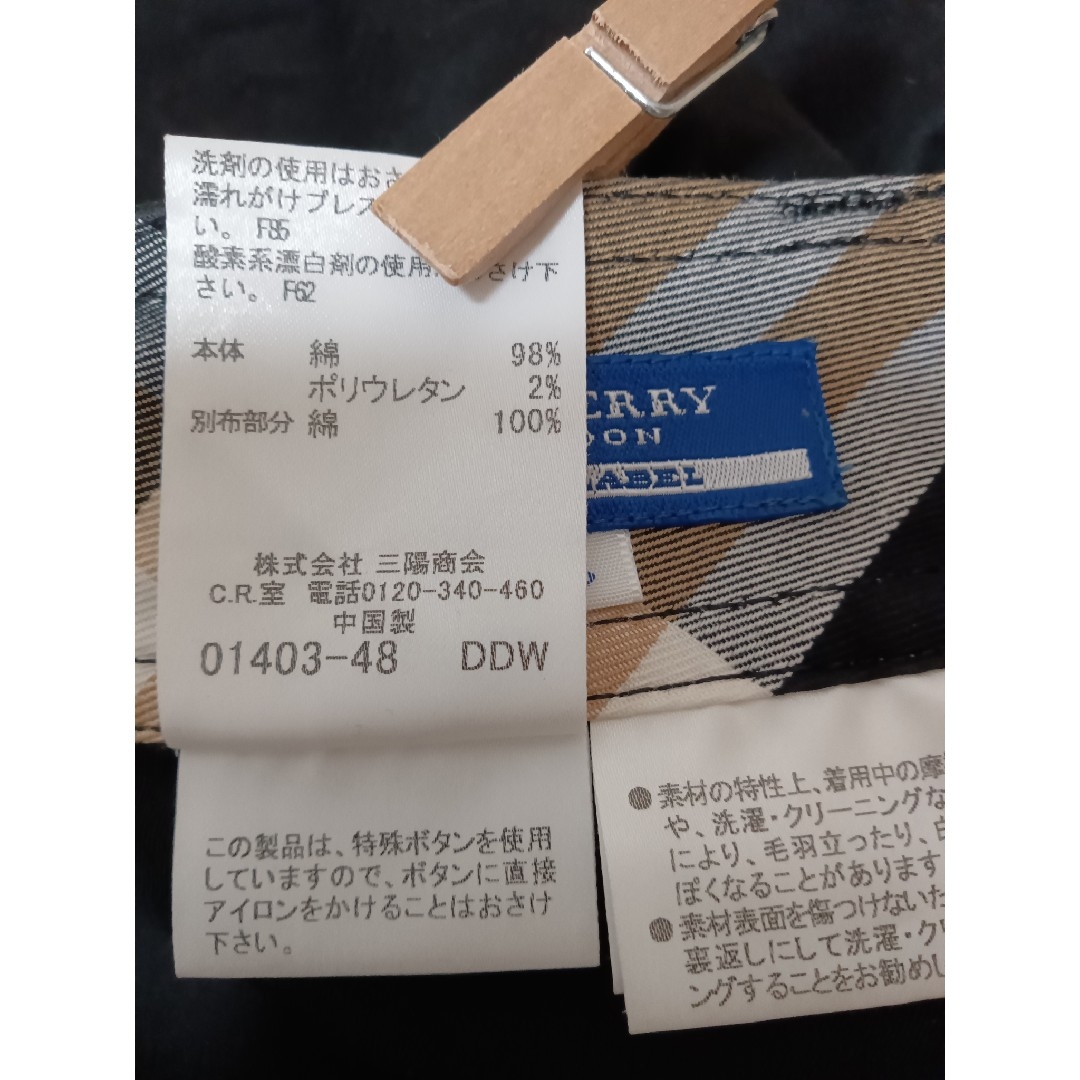 洗剤の使用はおさ
濡れがけプレス
い。 F85
酸素系漂白剤の使用 おさけ下
さい。 F62
本体 綿 98%
ポリウレタン 2%
別布部分 綿 100%
株式会社 三陽商会
C.R.室 電話0120-340-460
中国製
01403-48 DDW
この製品は、特殊ボタンを使用
していますので、ボタンに直接
アイロンをかけることはおさけ
下さい。
ERRY
DON
LABEL
●素材の特性上、着用中の摩
や、洗濯・クリーニングな
により、毛羽立ったり、白
ぽくなることがあります
●素材表面を傷つけないた
裏返しにして洗濯・ク
ングすることをお勧めし